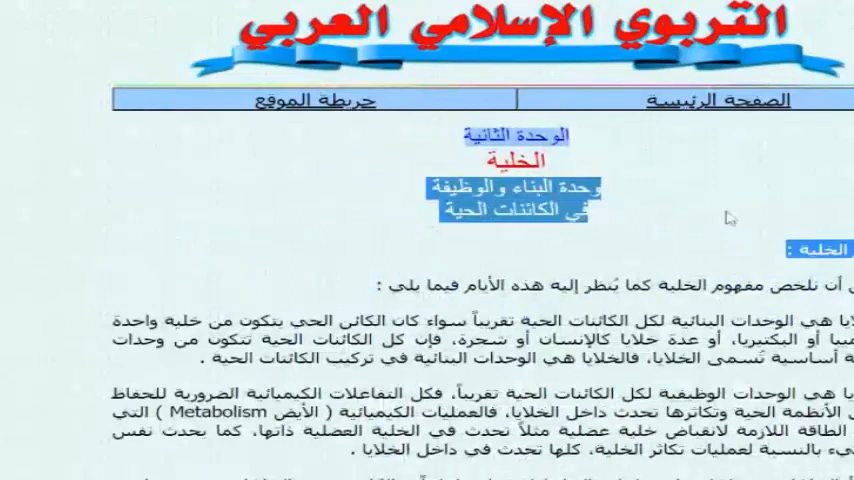 التربوي الإسلامي العربي
الصفحة الرئيسية
خريطة الموقع
الوحدة الثانية
الخلية
وحدة البناء والوظيفة
في الكائنات الحية
الخلية :
أن نلخص مفهوم الخلية كما يُنظر إليه هذه الأيام فيما يلي :
هي الوحدات البنائية لكل الكائنات الحية تقريباً سواء كان الكائن الحي يتكون من خلية واحدة
أو البكتيريا، أو عدة خلايا كالإنسان أو شجرة، فإن كل الكائنات الحية تتكون من وحدات
أساسية تُسمى الخلايا، فالخلايا هي الوحدات البنائية في تركيب الكائنات الحية .
هي الوحدات الوظيفية لكل الكائنات الحية تقريباً، فكل التفاعلات الكيميائية الضرورية للحفاظ
الأنظمة الحية وتكاثرها تحدث داخل الخلايا، فالعمليات الكيميائية ( الأيض Metabolism ) التي
الطاقة اللازمة لانقباض خلية عضلية مثلاً تحدث في الخلية العضلية ذاتها، كما يحدث نفس
بالنسبة لعمليات تكاثر الخلية، كلها تحدث في داخل الخلايا .